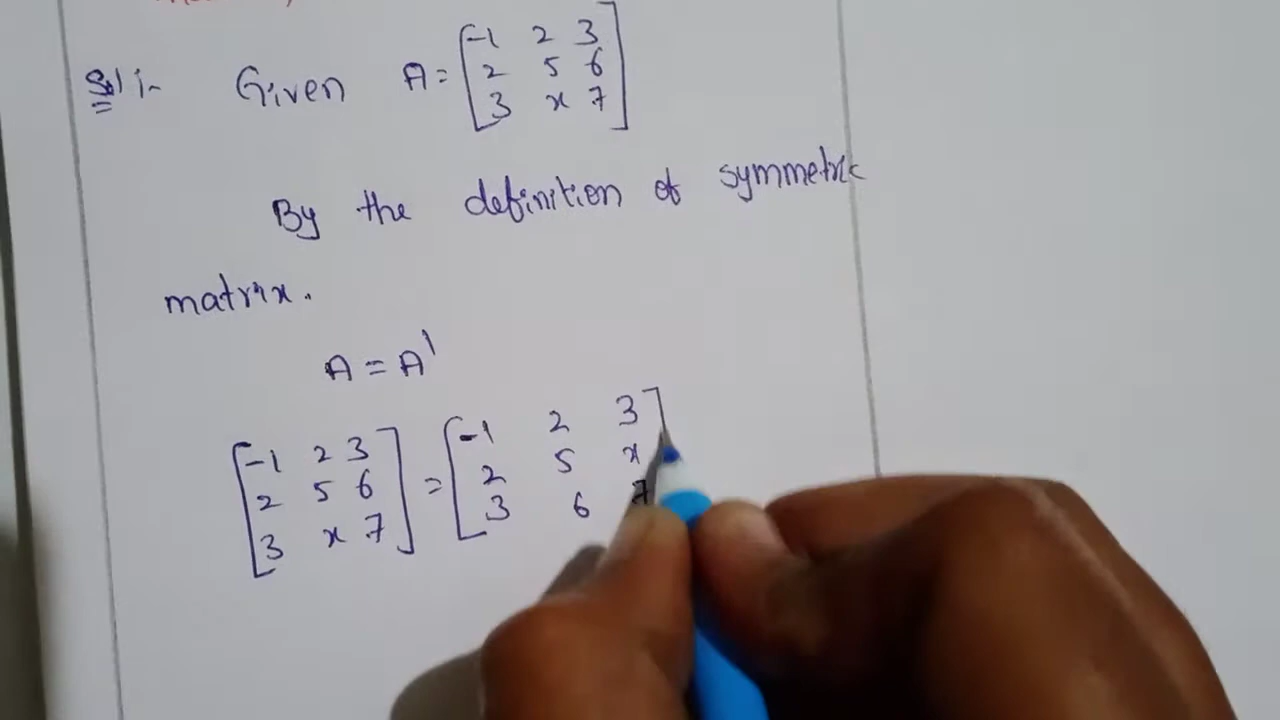 Sol :- Given A = [-1 2 3
2 5 6
3 x 7]
By the definition of symmetric
matrix.
A = A'
[-1 2 3 = [-1 2 3]
2 5 6 2 5 x
3 x 7] 3 6 7